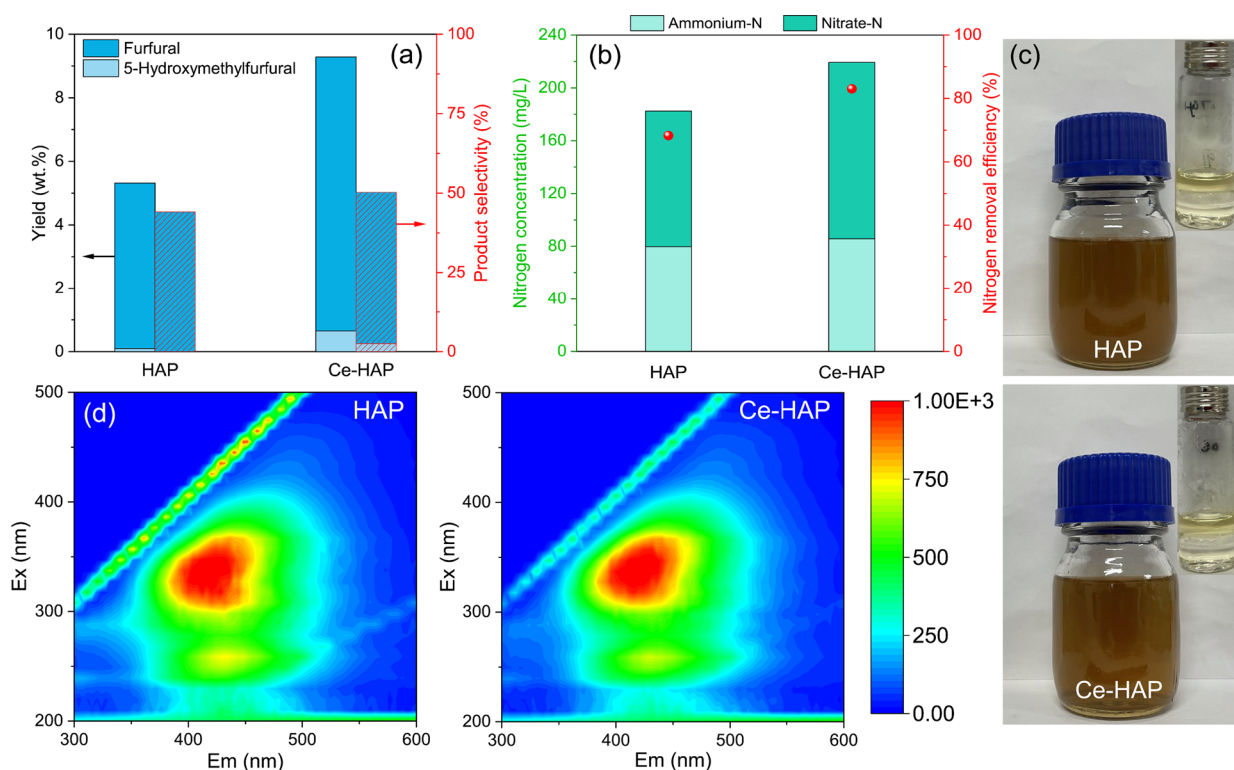 (a)
Furfural
5-Hydroxymethylfurfural
Yield (wt.%)
10
8
6
4
2
0
100
75
50
25
0
Product selectivity (%)
HAP
Ce-HAP
Ammonium-N
Nitrate-N
(b)
Nitrogen concentration (mg/L)
240
200
160
120
80
40
0
100
80
60
40
20
0
Nitrogen removal efficiency (%)
HAP
Ce-HAP
(c)
HAP
Ce-HAP
(d)
HAP
Ex (nm)
500
400
300
200
300
400
500
600
Em (nm)
Ce-HAP
Ex (nm)
500
400
300
200
300
400
500
600
Em (nm)
1.00E+3
750
500
250
0.00